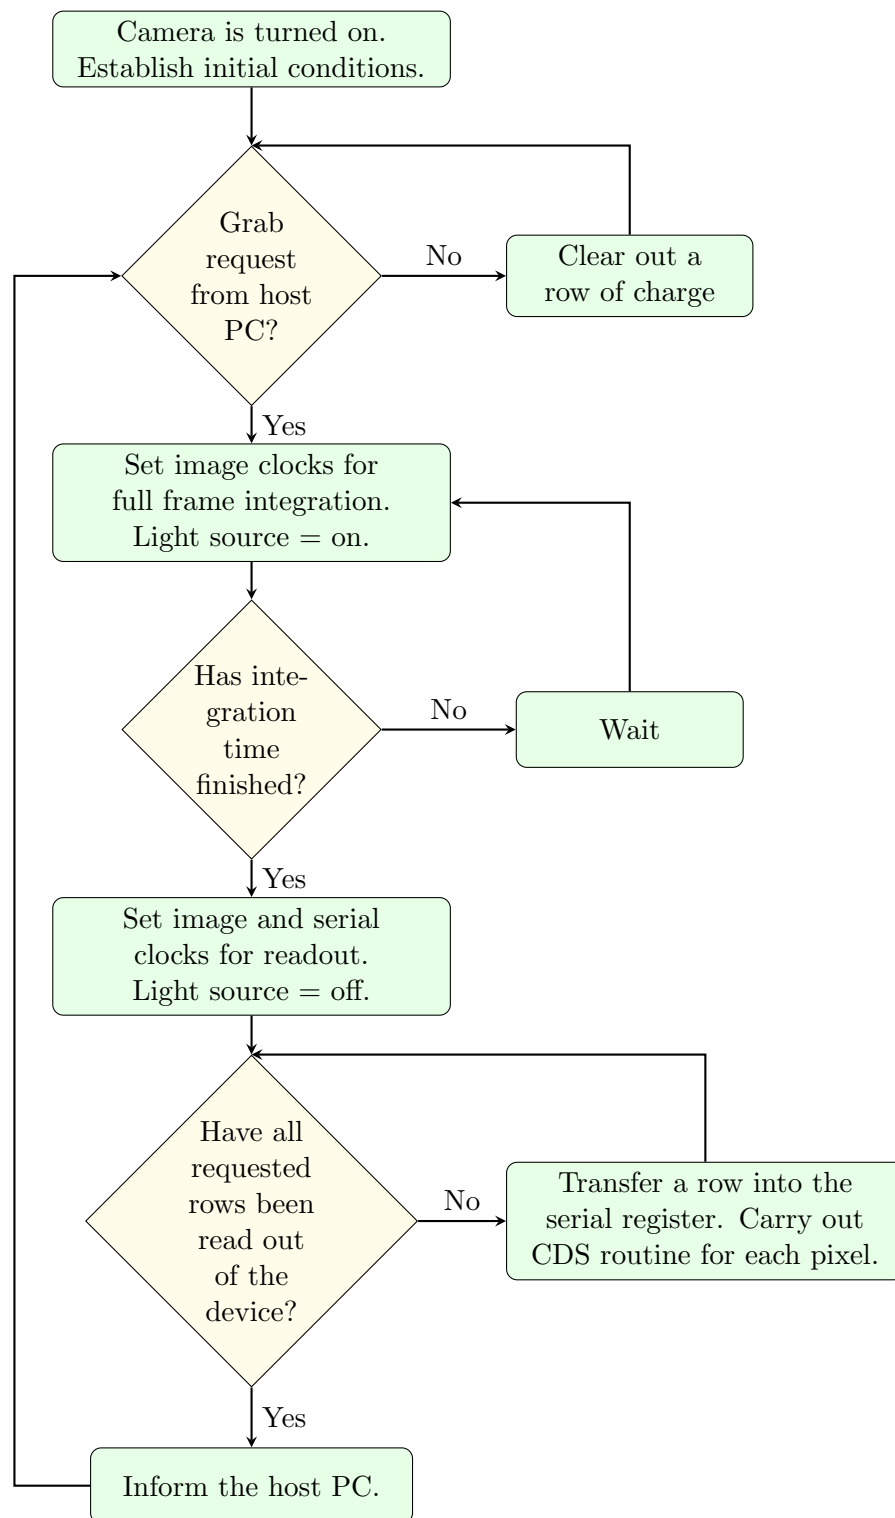 Camera is turned on.
Establish initial conditions.
Grab
request
from host
PC?
No
Clear out a
row of charge
Yes
Set image clocks for
full frame integration.
Light source = on.
Has inte-
gration
time
finished?
No
Wait
Yes
Set image and serial
clocks for readout.
Light source = off.
Have all
requested
rows been
read out
of the
device?
No
Transfer a row into the
serial register. Carry out
CDS routine for each pixel.
Yes
Inform the host PC.